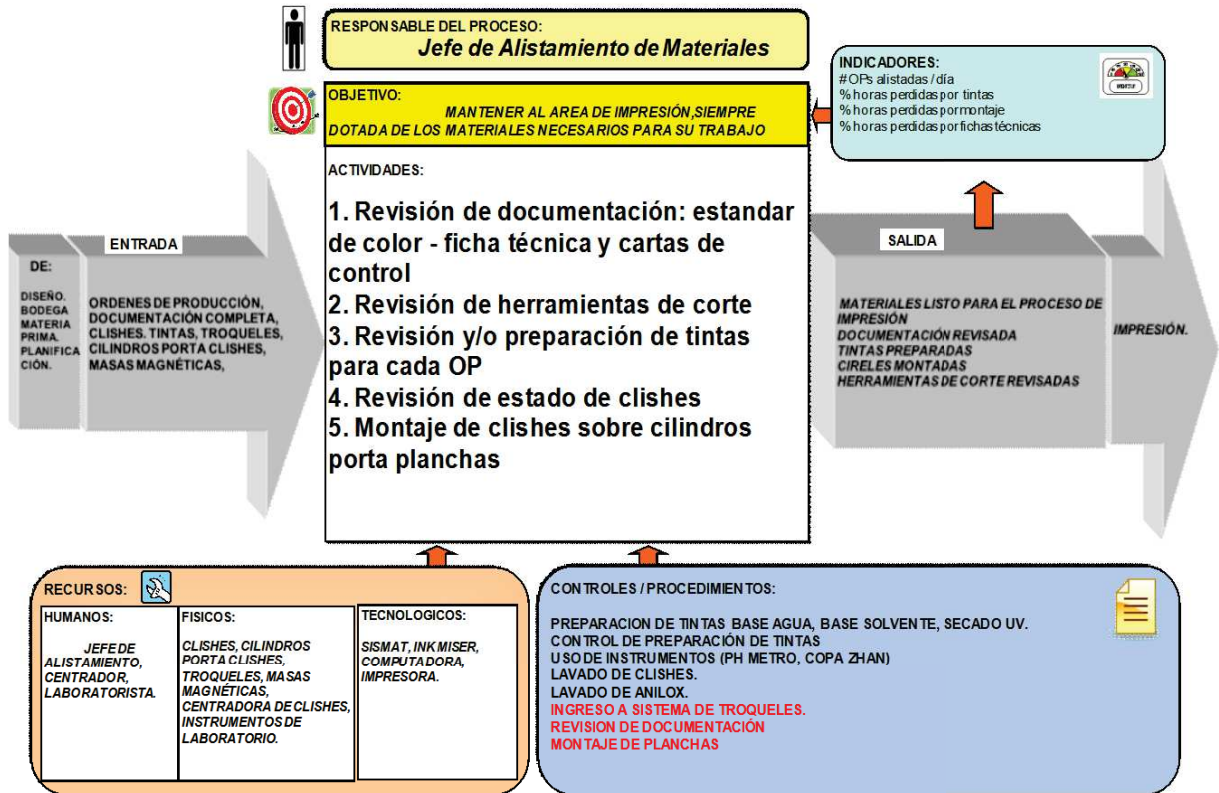 RESPONSABLE DEL PROCESO:
Jefe de Alistamiento de Materiales
INDICADORES:
#OPs alistadas / día
% horas perdidas por tintas
% horas perdidas por montaje
% horas perdidas por fichas técnicas
OBJETIVO:
MANTENER AL AREA DE IMPRESIÓN,SIEMPRE
DOTADA DE LOS MATERIALES NECESARIOS PARA SU TRABAJO
ACTIVIDADES:
1. Revisión de documentación: estandar
de color - ficha técnica y cartas de
control
2. Revisión de herramientas de corte
3. Revisión y/o preparación de tintas
para cada OP
4. Revisión de estado de clishes
5. Montaje de clishes sobre cilindros
porta planchas
ENTRADA
DE:
DISEÑO.
BODEGA
MATERIA
PRIMA.
PLANIFICA
CIÓN.
ORDENES DE PRODUCCIÓN,
DOCUMENTACIÓN COMPLETA,
CLISHES. TINTAS, TROQUELES,
CILINDROS PORTA CLISHES,
MASAS MAGNÉTICAS,
SALIDA
MATERIALES LISTO PARA EL PROCESO DE
IMPRESIÓN
DOCUMENTACIÓN REVISADA
TINTAS PREPARADAS
CIRELES MONTADAS
HERRAMIENTAS DE CORTE REVISADAS
IMPRESIÓN.
RECURSOS:
HUMANOS:
JEFE DE
ALISTAMIENTO,
CENTRADOR,
LABORATORISTA.
FISICOS:
CLISHES, CILINDROS
PORTA CLISHES,
TROQUELES, MASAS
MAGNÉTICAS,
CENTRADORA DE CLISHES,
INSTRUMENTOS DE
LABORATORIO.
TECNOLOGICOS:
SISMAT, INK MISER,
COMPUTADORA,
IMPRESORA.
CONTROLES / PROCEDIMIENTOS:
PREPARACION DE TINTAS BASE AGUA, BASE SOLVENTE, SECADO UV.
CONTROL DE PREPARACIÓN DE TINTAS
USO DE INSTRUMENTOS (PH METRO, COPA ZHAN)
LAVADO DE CLISHES.
LAVADO DE ANILOX.
INGRESO A SISTEMA DE TROQUELES.
REVISION DE DOCUMENTACIÓN
MONTAJE DE PLANCHAS